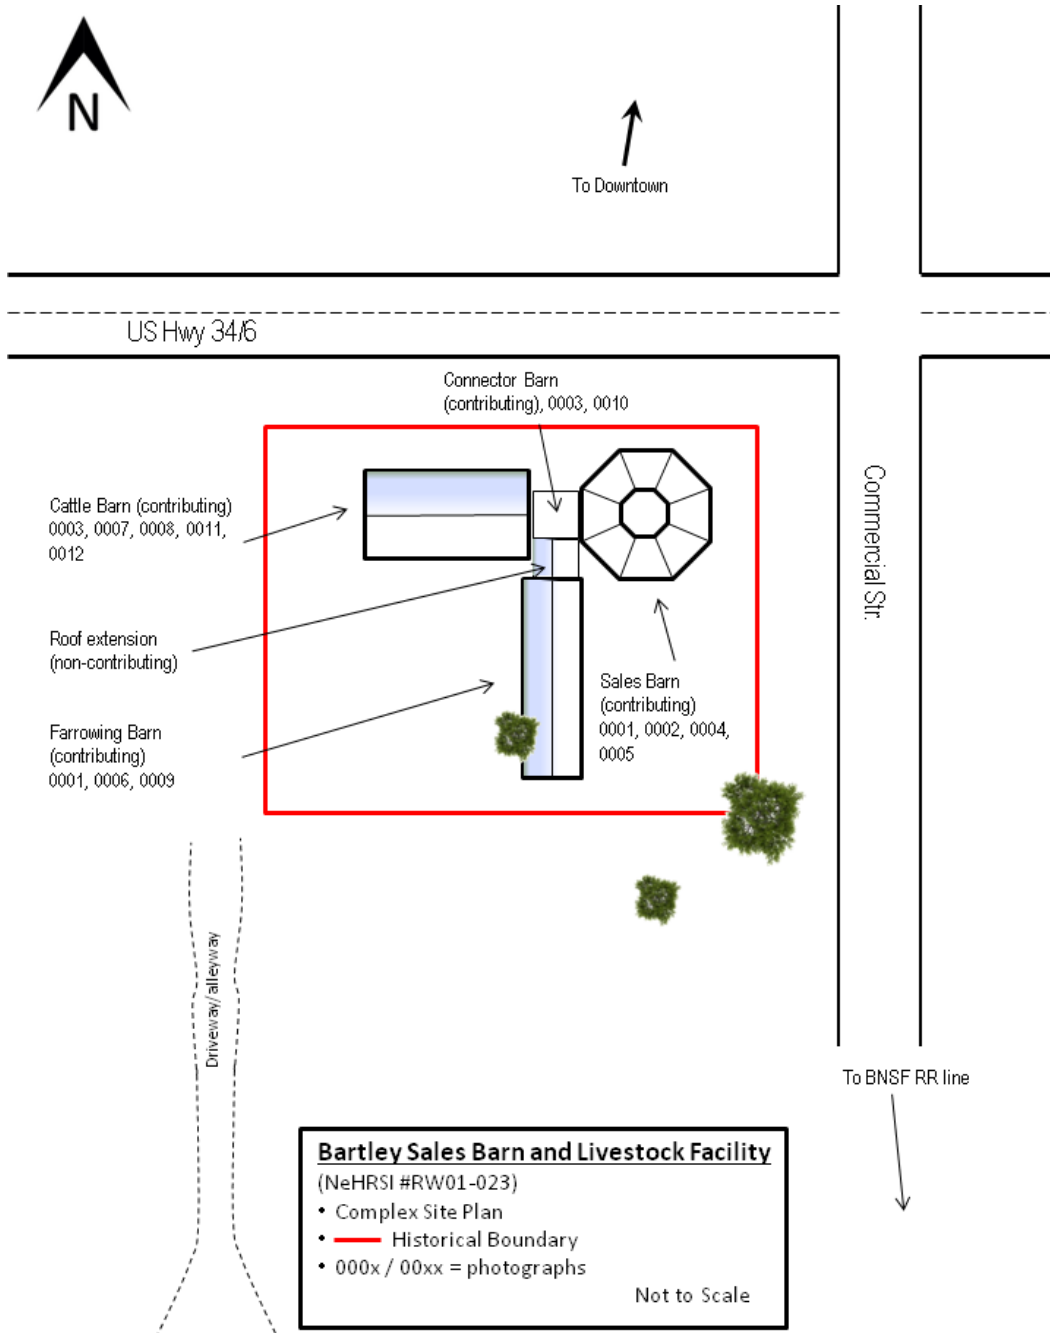 N
To Downtown
US Hwy 34/6
Connector Barn
(contributing), 0003, 0010
Commercial Str.
Cattle Barn (contributing)
0003, 0007, 0008, 0011,
0012
Roof extension
(non-contributing)
Sales Barn
(contributing)
0001, 0002, 0004,
0005
Farrowing Barn
(contributing)
0001, 0006, 0009
Driveway/alleyway
To BNSF RR line
Bartley Sales Barn and Livestock Facility
(NeHRSI #RW01-023)
• Complex Site Plan
• Historical Boundary
• 000x / 00xx = photographs
Not to Scale